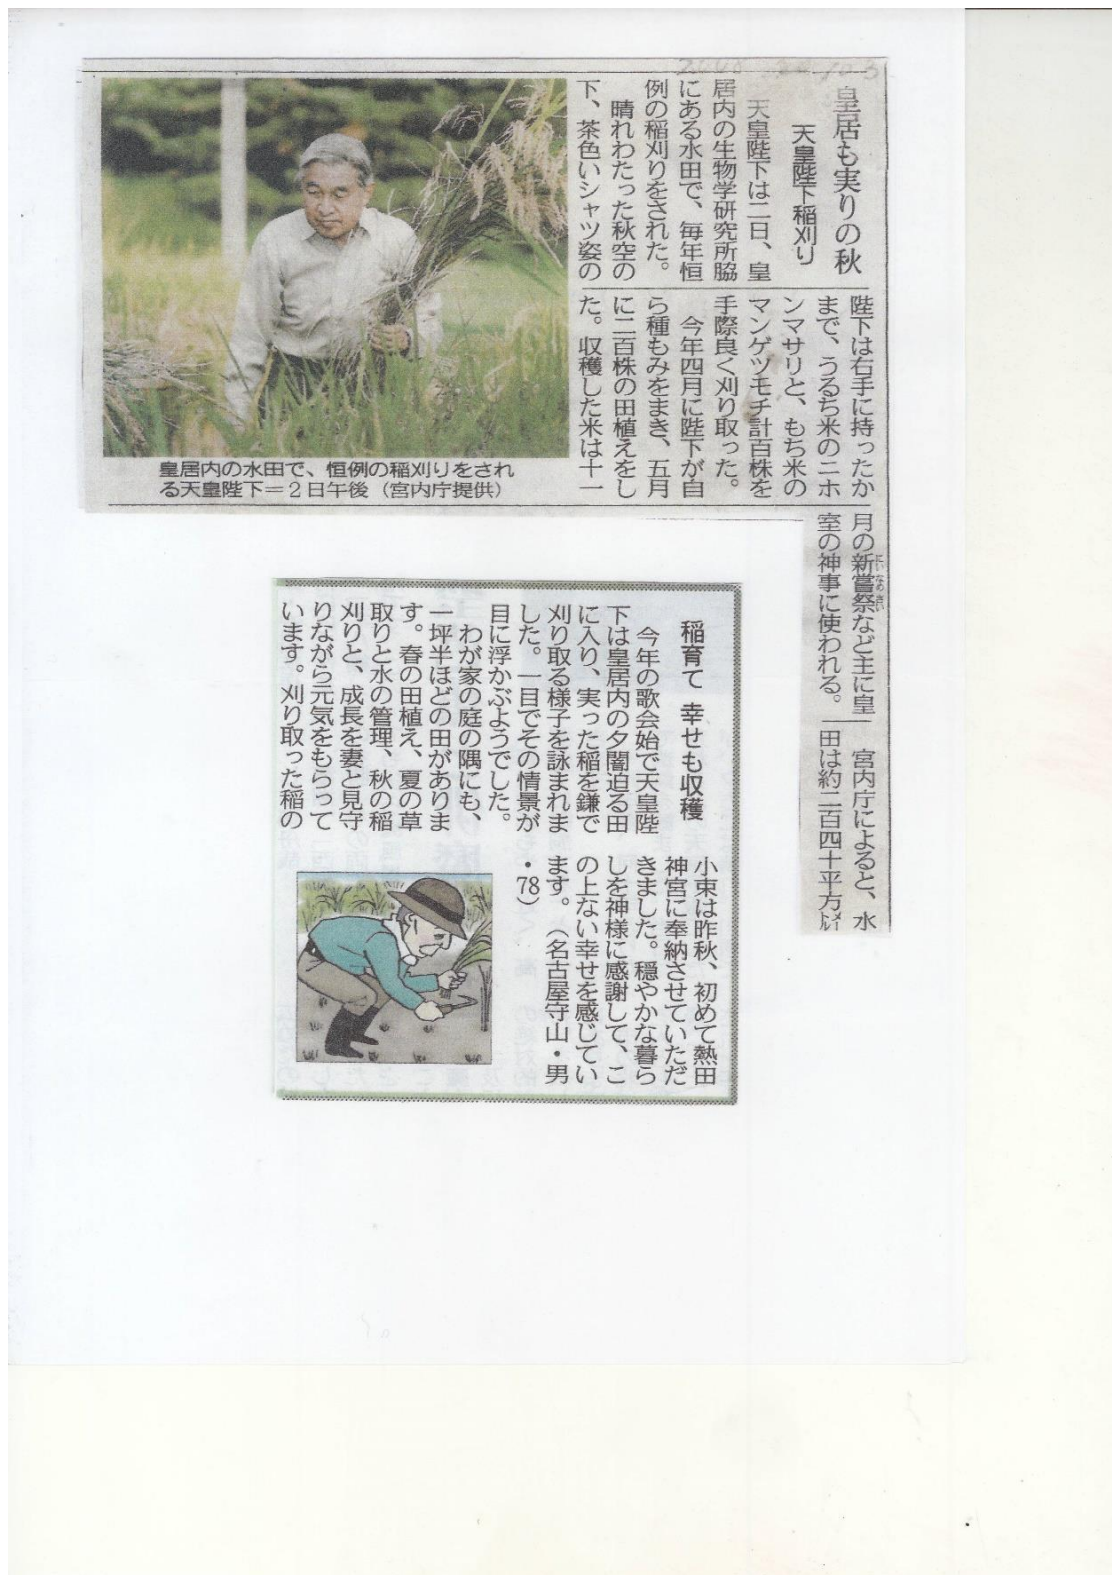 皇居も実りの秋
天皇陛下稲刈り
天皇陛下は二日、皇
居内の生物学研究所脇
にある水田で、毎年恒
例の稲刈りをされた。
晴れわたった秋空の
下、茶色いシャツ姿の
陛下は右手に持ったか
まで、うるち米のニホ
ンマサリと、もち米の
マンゲツモチ計百株を
手際良く刈り取った。
今年四月に陛下が自
ら種もみをまき、五月
に二百株の田植えをし
た。収穫した米は十一
月の新嘗祭など主に皇
にいなめさい
室の神事に使われる。
宮内庁によると、水
田は約二百四十平方メートル
皇居内の水田で、恒例の稲刈りをされ
る天皇陛下＝2日午後（宮内庁提供）
稲育て 幸せも収穫
今年の歌会始で天皇陛
下は皇居内の夕闇迫る田
に入り、実った稲を鎌で
刈り取る様子を詠まれま
した。一目でその情景が
目に浮かぶようでした。
わが家の庭の隅にも、
一坪半ほどの田がありま
す。春の田植え、夏の草
取りと水の管理、秋の稲
刈りと、成長を妻と見守
りながら元気をもらって
います。刈り取った稲の
小束は昨秋、初めて熱田
神宮に奉納させていただ
きました。穏やかな暮ら
しを神様に感謝して、こ
の上ない幸せを感じてい
ます。（名古屋守山・男
・78）